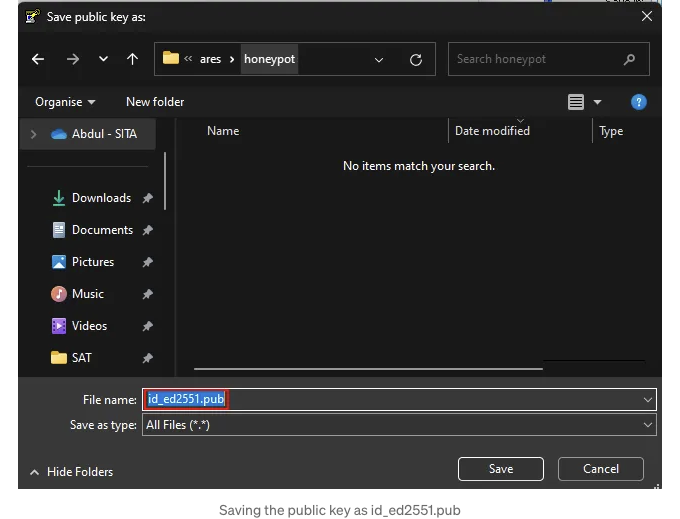 Save public key as:
ares honeypot
Search honeypot
Organise New folder
Abdul - SITA
Name Date modified Type
No items match your search.
Downloads
Documents
Pictures
Music
Videos
SAT
File name: id_ed2551.pub
Save as type: All Files (*.*)
Hide Folders Save Cancel
Saving the public key as id_ed2551.pub